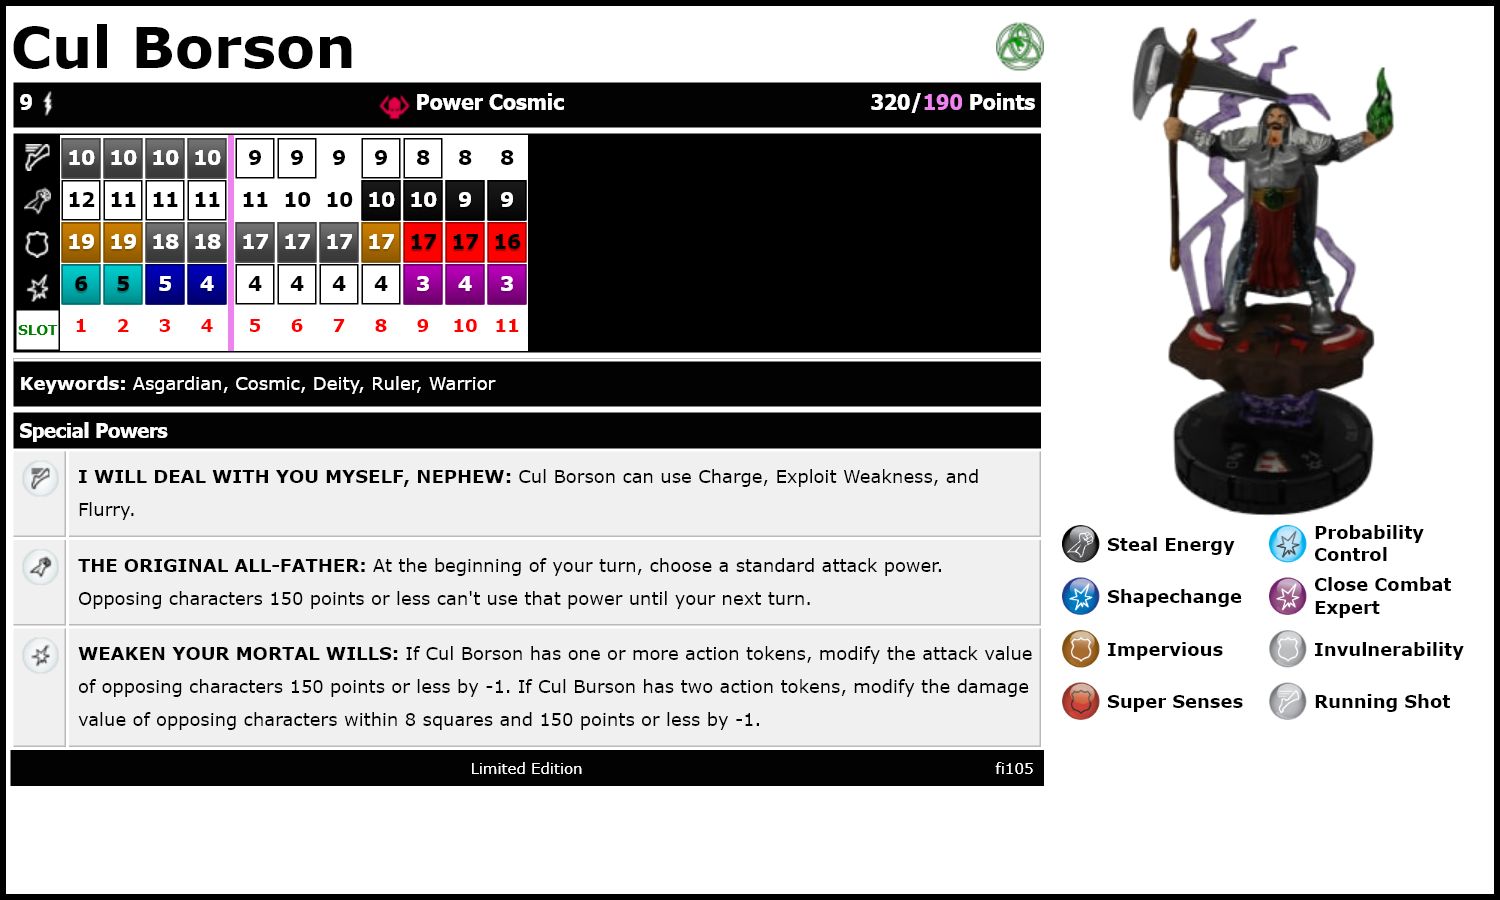 Cul Borson
9 Power Cosmic 320/190 Points
10 10 10 10 9 9 9 9 8 8 8
12 11 11 11 11 10 10 10 10 9 9
19 19 18 18 17 17 17 17 17 17 16
6 5 5 4 4 4 4 4 3 4 3
SLOT 1 2 3 4 5 6 7 8 9 10 11
Keywords: Asgardian, Cosmic, Deity, Ruler, Warrior
Special Powers
I WILL DEAL WITH YOU MYSELF, NEPHEW: Cul Borson can use Charge, Exploit Weakness, and
Flurry.
THE ORIGINAL ALL-FATHER: At the beginning of your turn, choose a standard attack power.
Opposing characters 150 points or less can't use that power until your next turn.
WEAKEN YOUR MORTAL WILLS: If Cul Borson has one or more action tokens, modify the attack value
of opposing characters 150 points or less by -1. If Cul Burson has two action tokens, modify the damage
value of opposing characters within 8 squares and 150 points or less by -1.
Limited Edition fi105
Steal Energy
Probability
Control
Shapechange
Close Combat
Expert
Impervious
Invulnerability
Super Senses
Running Shot